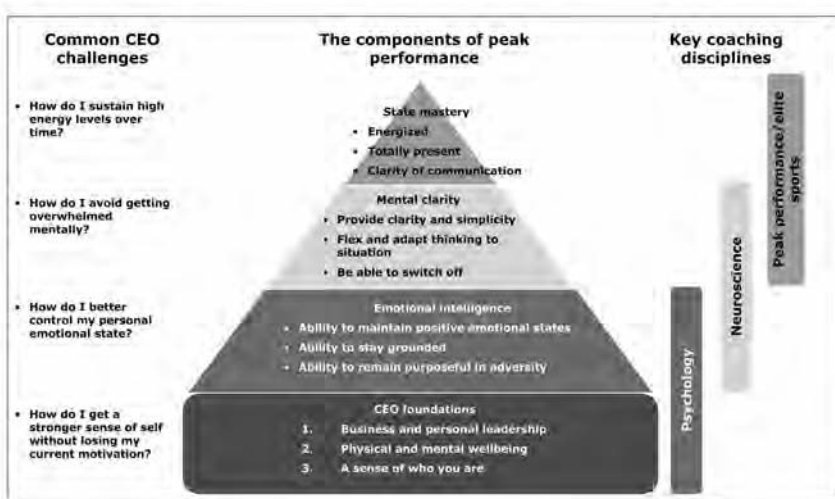 Common CEO
challenges
The components of peak
performance
Key coaching
disciplines
• How do I sustain high
energy levels over
time?
• How do I avoid getting
overwhelmed
mentally?
• How do I better
control my personal
emotional state?
• How do I get a
stronger sense of self
without losing my
current motivation?
State mastery
• Energized
• Totally present
• Clarity of communication
Mental clarity
• Provide clarity and simplicity
• Flex and adapt thinking to
situation
• Be able to switch off
Emotional intelligence
• Ability to maintain positive emotional states
• Ability to stay grounded
• Ability to remain purposeful in adversity
CEO foundations
1. Business and personal leadership
2. Physical and mental wellbeing
3. A sense of who you are
Psychology
Neuroscience
Peak performance/elite
sports